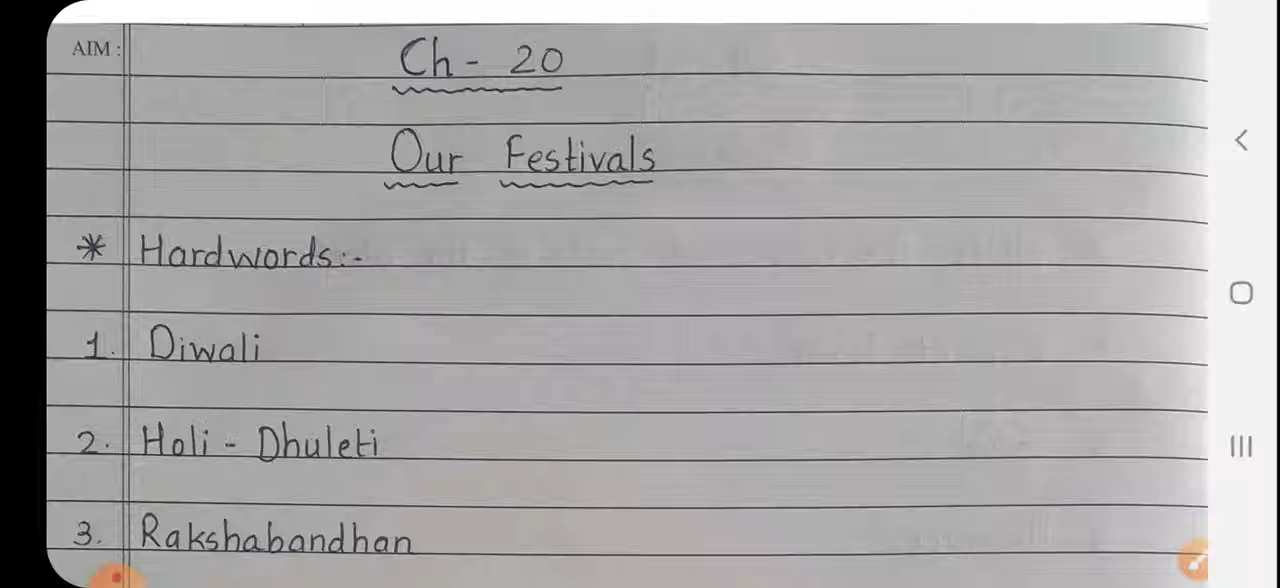 AIM :
Ch - 20
Our Festivals
* Hardwords:-
1. Diwali
2. Holi - Dhuleti
3. Rakshabandhan